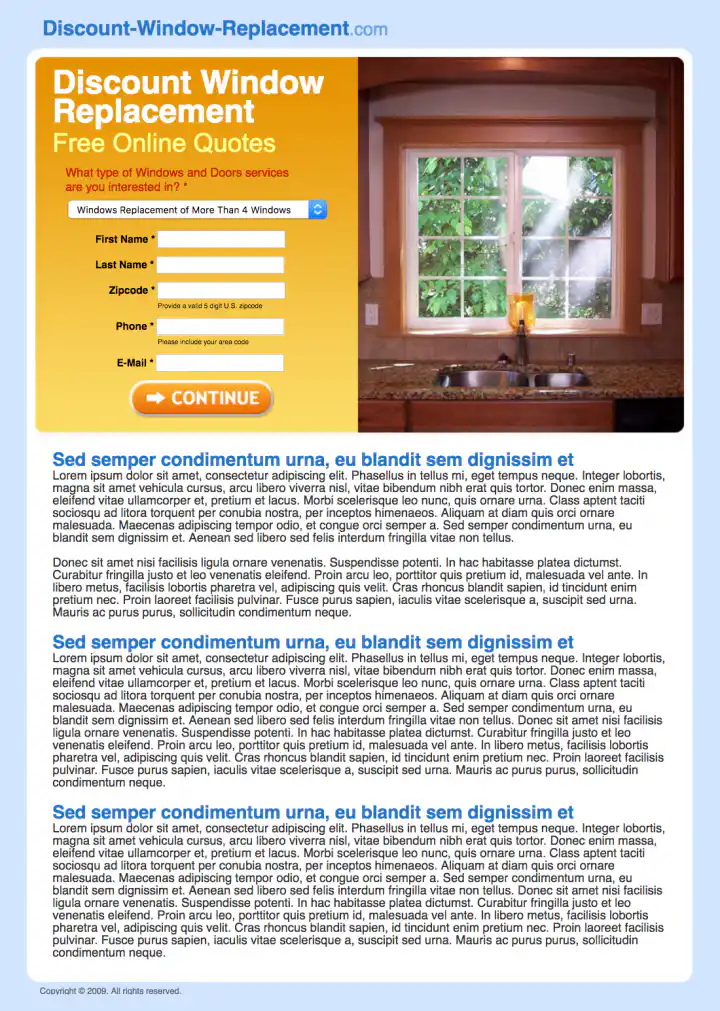 Discount-Window-Replacement.com
Discount Window
Replacement
Free Online Quotes
What type of Windows and Doors services
are you interested in? *
Windows Replacement of More Than 4 Windows
First Name *
Last Name *
Zipcode *
Provide a valid 5 digit U.S. zipcode
Phone *
Please include your area code
E-Mail *
CONTINUE
Sed semper condimentum urna, eu blandit sem dignissim et
Lorem ipsum dolor sit amet, consectetur adipiscing elit. Phasellus in tellus mi, eget tempus neque. Integer lobortis,
magna sit amet vehicula cursus, arcu libero viverra nisl, vitae bibendum nibh erat quis tortor. Donec enim massa,
eleifend vitae ullamcorper et, pretium et lacus. Morbi scelerisque leo nunc, quis ornare urna. Class aptent taciti
sociosqu ad litora torquent per conubia nostra, per inceptos himenaeos. Aliquam at diam quis orci ornare
malesuada. Maecenas adipiscing tempor odio, et congue orci semper a. Sed semper condimentum urna, eu
blandit sem dignissim et. Aenean sed libero sed felis interdum fringilla vitae non tellus.
Donec sit amet nisi facilisis ligula ornare venenatis. Suspendisse potenti. In hac habitasse platea dictumst.
Curabitur fringilla justo et leo venenatis eleifend. Proin arcu leo, porttitor quis pretium id, malesuada vel ante. In
libero metus, facilisis lobortis pharetra vel, adipiscing quis velit. Cras rhoncus blandit sapien, id tincidunt enim
pretium nec. Proin laoreet facilisis pulvinar. Fusce purus sapien, iaculis vitae scelerisque a, suscipit sed urna.
Mauris ac purus purus, sollicitudin condimentum neque.
Sed semper condimentum urna, eu blandit sem dignissim et
Lorem ipsum dolor sit amet, consectetur adipiscing elit. Phasellus in tellus mi, eget tempus neque. Integer lobortis,
magna sit amet vehicula cursus, arcu libero viverra nisl, vitae bibendum nibh erat quis tortor. Donec enim massa,
eleifend vitae ullamcorper et, pretium et lacus. Morbi scelerisque leo nunc, quis ornare urna. Class aptent taciti
sociosqu ad litora torquent per conubia nostra, per inceptos himenaeos. Aliquam at diam quis orci ornare
malesuada. Maecenas adipiscing tempor odio, et congue orci semper a. Sed semper condimentum urna, eu
blandit sem dignissim et. Aenean sed libero sed felis interdum fringilla vitae non tellus. Donec sit amet nisi facilisis
ligula ornare venenatis. Suspendisse potenti. In hac habitasse platea dictumst. Curabitur fringilla justo et leo
venenatis eleifend. Proin arcu leo, porttitor quis pretium id, malesuada vel ante. In libero metus, facilisis lobortis
pharetra vel, adipiscing quis velit. Cras rhoncus blandit sapien, id tincidunt enim pretium nec. Proin laoreet facilisis
pulvinar. Fusce purus sapien, iaculis vitae scelerisque a, suscipit sed urna. Mauris ac purus purus, sollicitudin
condimentum neque.
Sed semper condimentum urna, eu blandit sem dignissim et
Lorem ipsum dolor sit amet, consectetur adipiscing elit. Phasellus in tellus mi, eget tempus neque. Integer lobortis,
magna sit amet vehicula cursus, arcu libero viverra nisl, vitae bibendum nibh erat quis tortor. Donec enim massa,
eleifend vitae ullamcorper et, pretium et lacus. Morbi scelerisque leo nunc, quis ornare urna. Class aptent taciti
sociosqu ad litora torquent per conubia nostra, per inceptos himenaeos. Aliquam at diam quis orci ornare
malesuada. Maecenas adipiscing tempor odio, et congue orci semper a. Sed semper condimentum urna, eu
blandit sem dignissim et. Aenean sed libero sed felis interdum fringilla vitae non tellus. Donec sit amet nisi facilisis
ligula ornare venenatis. Suspendisse potenti. In hac habitasse platea dictumst. Curabitur fringilla justo et leo
venenatis eleifend. Proin arcu leo, porttitor quis pretium id, malesuada vel ante. In libero metus, facilisis lobortis
pharetra vel, adipiscing quis velit. Cras rhoncus blandit sapien, id tincidunt enim pretium nec. Proin laoreet facilisis
pulvinar. Fusce purus sapien, iaculis vitae scelerisque a, suscipit sed urna. Mauris ac purus purus, sollicitudin
condimentum neque.
Copyright © 2009. All rights reserved.